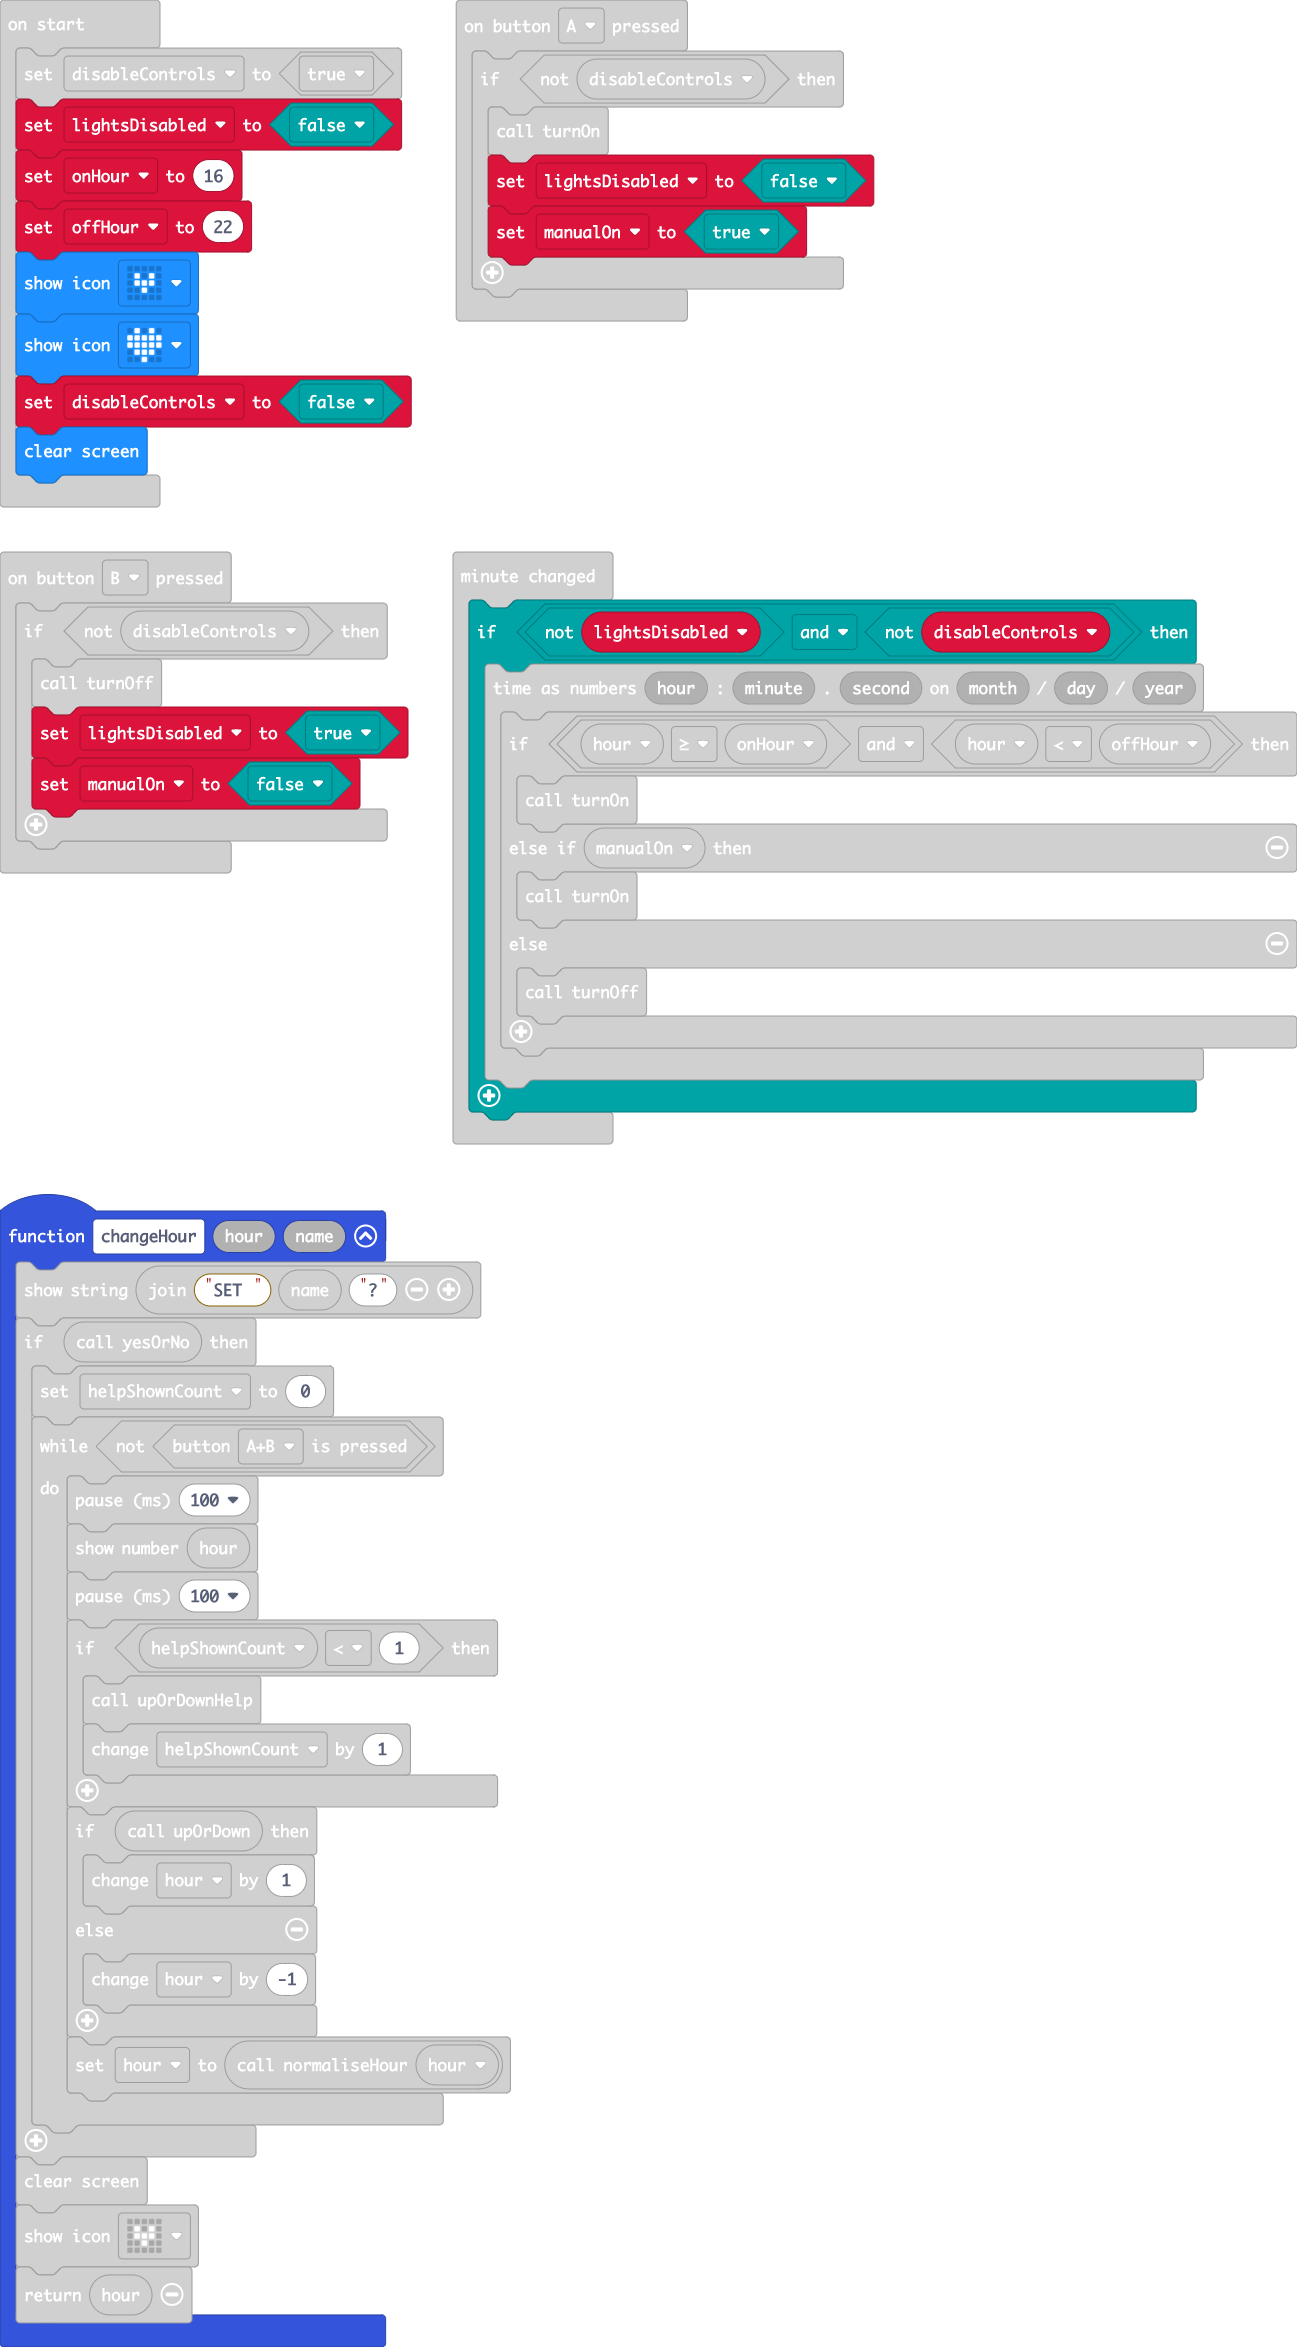 on start
set disableControls to true
set lightsDisabled to false
set onHour to 16
set offHour to 22
show icon
show icon
set disableControls to false
clear screen
on button A pressed
if not disableControls then
call turnOn
set lightsDisabled to false
set manualOn to true
on button B pressed
if not disableControls then
call turnOff
set lightsDisabled to true
set manualOn to false
minute changed
if not lightsDisabled and not disableControls then
time as numbers hour : minute . second on month / day / year
if hour ≥ onHour and hour < offHour then
call turnOn
else if manualOn then
call turnOn
else
call turnOff
function changeHour hour name
show string join "SET " name "?"
if call yesOrNo then
set helpShownCount to 0
while not button A+B is pressed
do
pause (ms) 100
show number hour
pause (ms) 100
if helpShownCount < 1 then
call upOrDownHelp
change helpShownCount by 1
if call upOrDown then
change hour by 1
else
change hour by -1
set hour to call normaliseHour hour
clear screen
show icon
return hour